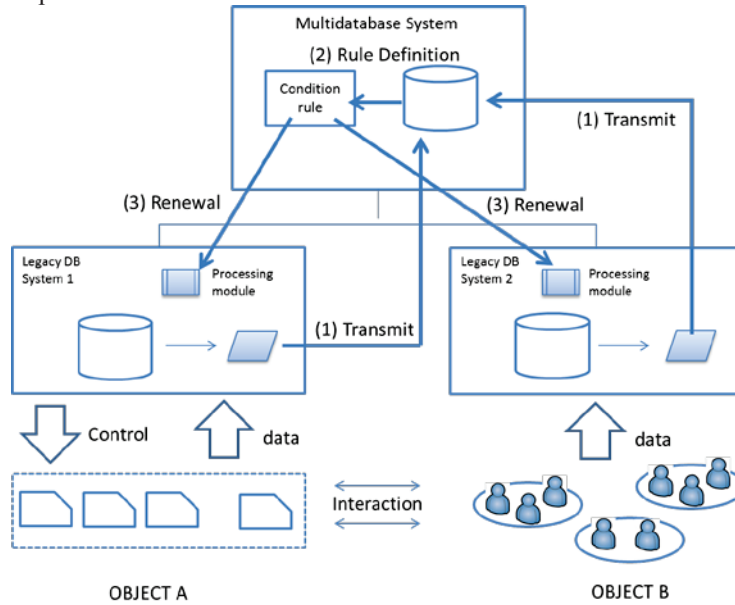 Multidatabase System
(2) Rule Definition
Condition
rule
(1) Transmit
(3) Renewal
(3) Renewal
Legacy DB
System 1
Processing
module
(1) Transmit
Legacy DB
System 2
Processing
module
Control
data
data
Interaction
OBJECT A
OBJECT B